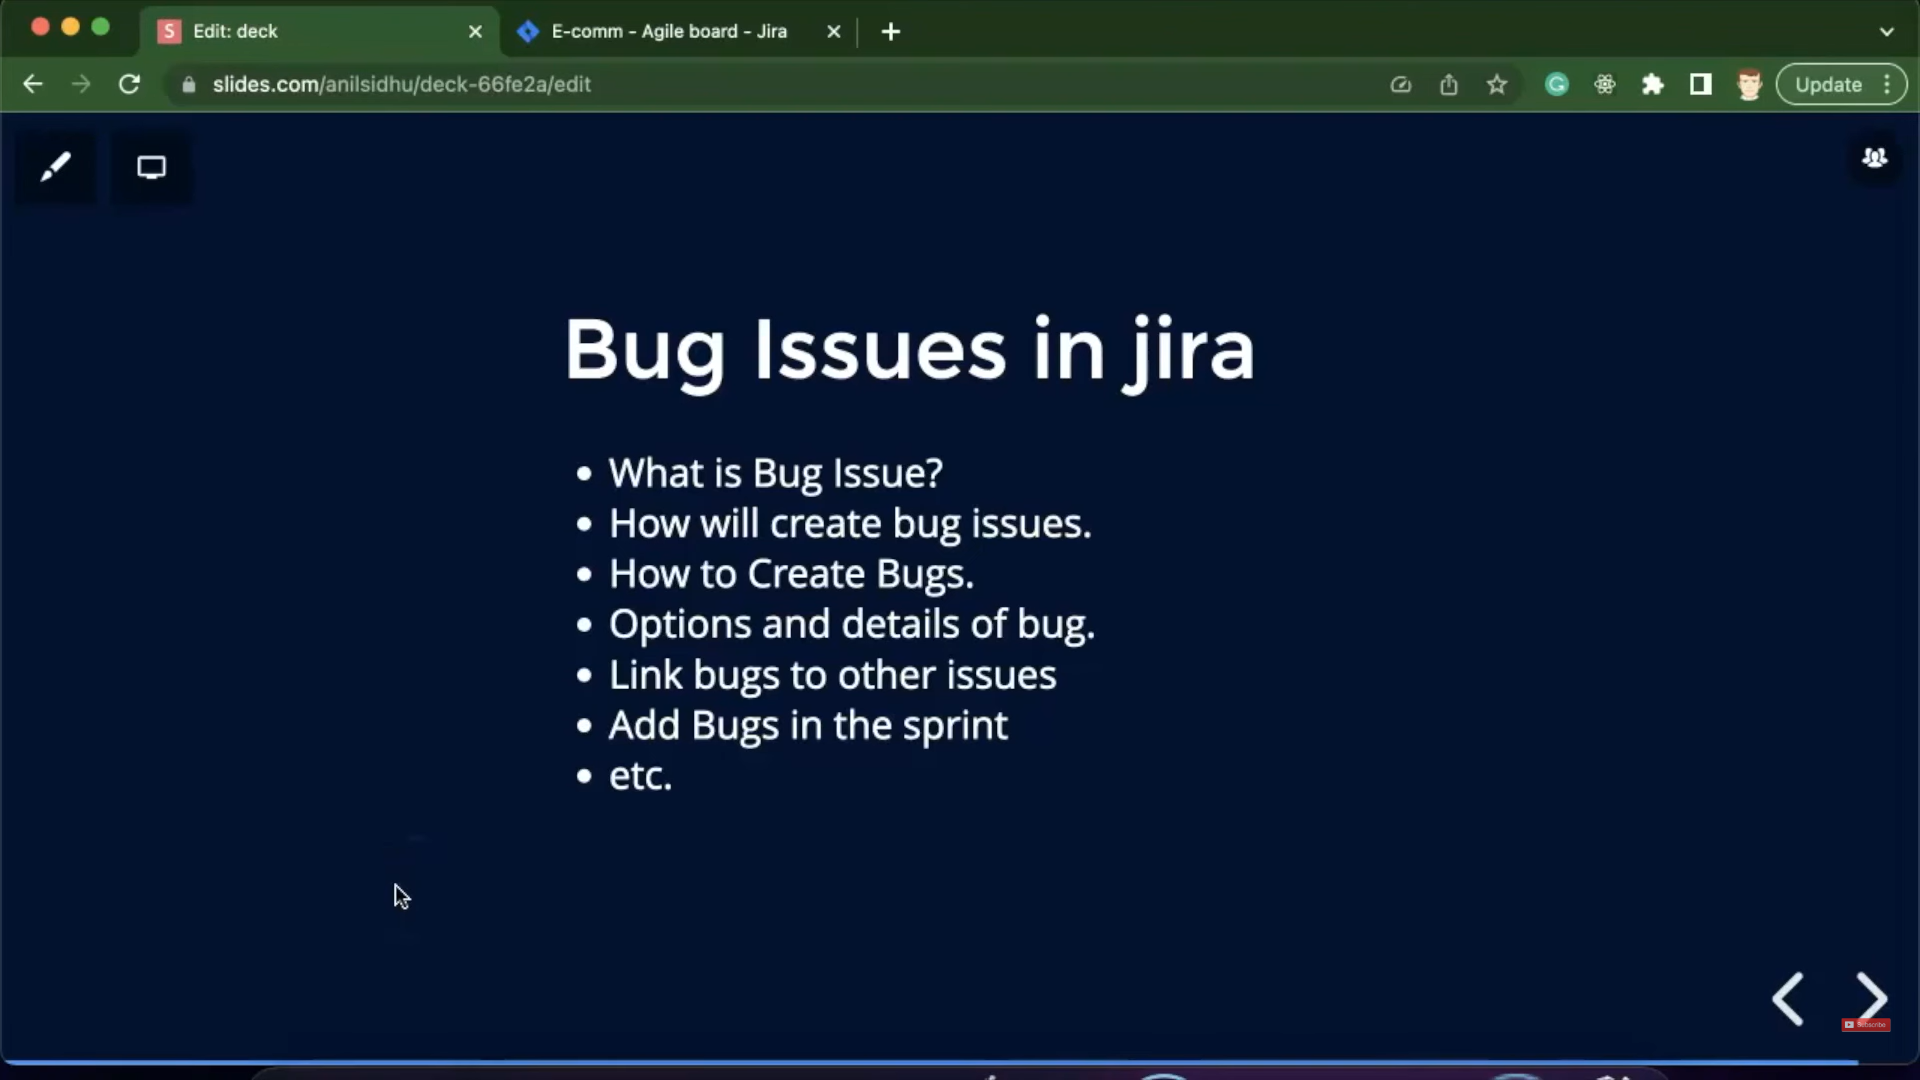 S Edit: deck
E-comm - Agile board - Jira
slides.com/anilsidhu/deck-66fe2a/edit
Update
Bug Issues in jira
• What is Bug Issue?
• How will create bug issues.
• How to Create Bugs.
• Options and details of bug.
• Link bugs to other issues
• Add Bugs in the sprint
• etc.
Subscribe